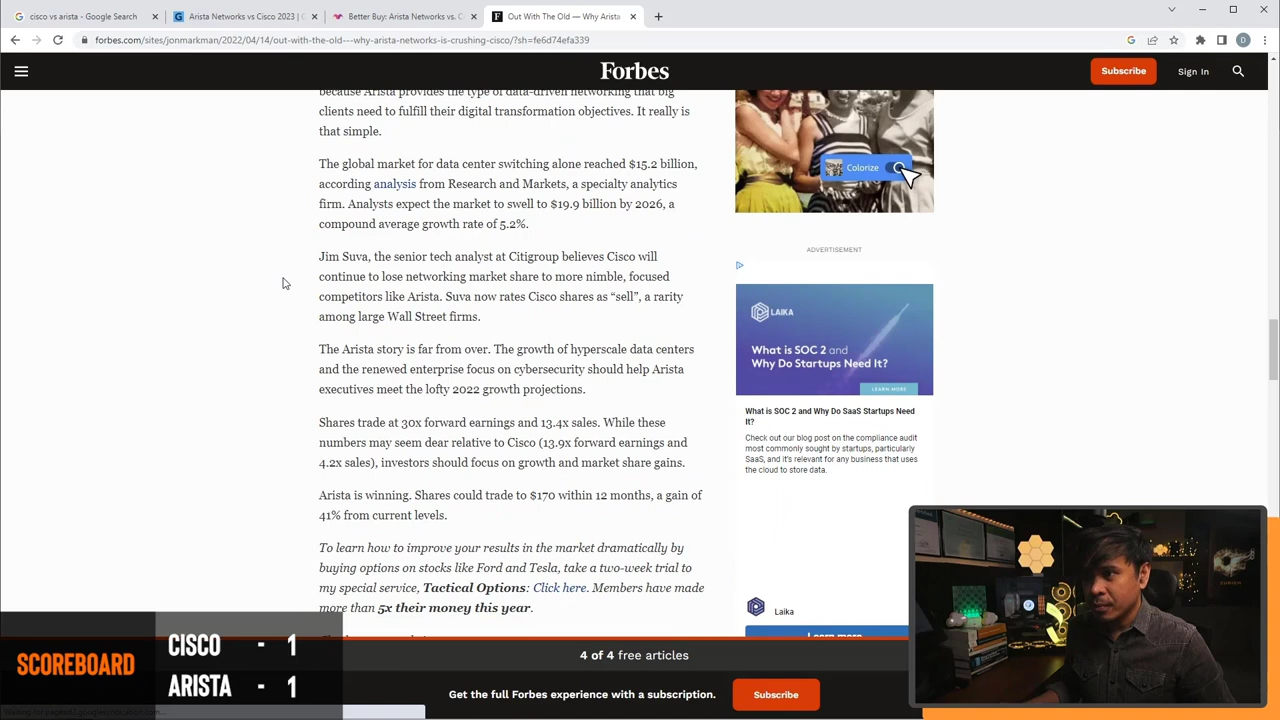 cisco vs arista - Google Search
Arista Networks vs Cisco 2023 | C
Better Buy: Arista Networks vs. C
Out With The Old — Why Arista
forbes.com/sites/jonmarkman/2022/04/14/out-with-the-old---why-arista-networks-is-crushing-cisco/?sh=fe6d74efa339
Forbes
Subscribe
Sign In
because Arista provides the type of data-driven networking that big
clients need to fulfill their digital transformation objectives. It really is
that simple.
The global market for data center switching alone reached $15.2 billion,
according analysis from Research and Markets, a specialty analytics
firm. Analysts expect the market to swell to $19.9 billion by 2026, a
compound average growth rate of 5.2%.
Jim Suva, the senior tech analyst at Citigroup believes Cisco will
continue to lose networking market share to more nimble, focused
competitors like Arista. Suva now rates Cisco shares as “sell”, a rarity
among large Wall Street firms.
The Arista story is far from over. The growth of hyperscale data centers
and the renewed enterprise focus on cybersecurity should help Arista
executives meet the lofty 2022 growth projections.
Shares trade at 30x forward earnings and 13.4x sales. While these
numbers may seem dear relative to Cisco (13.9x forward earnings and
4.2x sales), investors should focus on growth and market share gains.
Arista is winning. Shares could trade to $170 within 12 months, a gain of
41% from current levels.
To learn how to improve your results in the market dramatically by
buying options on stocks like Ford and Tesla, take a two-week trial to
my special service, Tactical Options: Click here. Members have made
more than 5x their money this year.
Colorize
ADVERTISEMENT
LAIKA
What is SOC 2 and
Why Do Startups Need It?
LEARN MORE
What is SOC 2 and Why Do SaaS Startups Need
It?
Check out our blog post on the compliance audit
most commonly sought by startups, particularly
SaaS, and it's relevant for any business that uses
the cloud to store data.
Laika
Learn more
4 of 4 free articles
Get the full Forbes experience with a subscription.
Subscribe
SCOREBOARD
CISCO - 1
ARISTA - 1